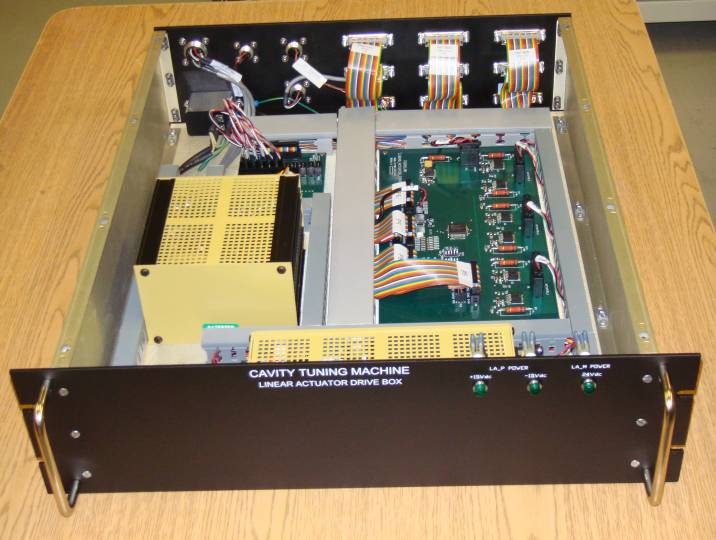 CAVITY TUNING MACHINE
LINEAR ACTUATOR DRIVE BOX
LA_P POWER
+15Vdc
-15Vdc
LA_M POWER
24Vdc